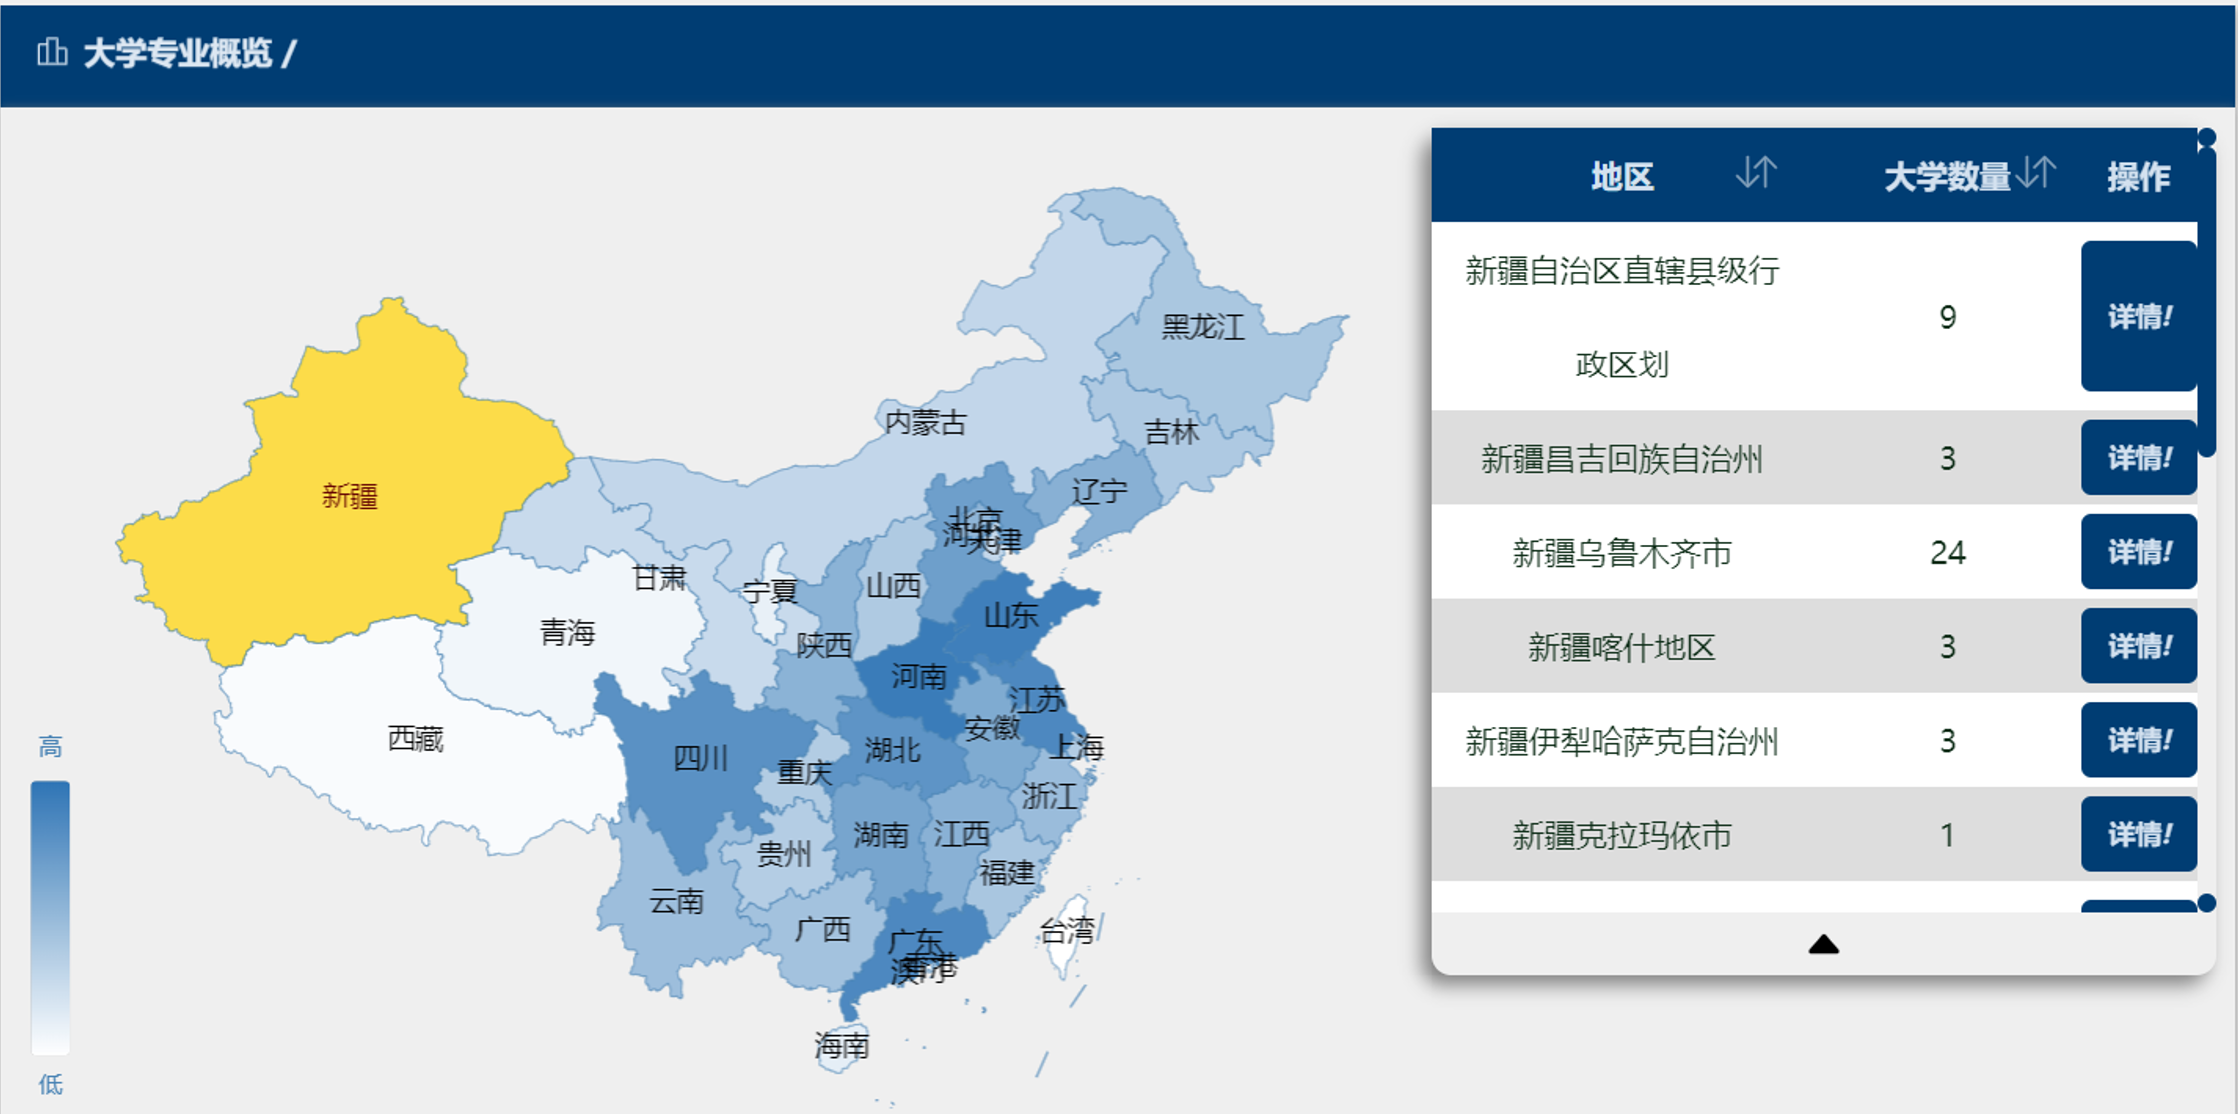 大学专业概览 /
地区 大学数量 操作
新疆自治区直辖县级行
政区划
9
详情!
新疆昌吉回族自治州 3 详情!
新疆乌鲁木齐市 24 详情!
新疆喀什地区 3 详情!
新疆伊犁哈萨克自治州 3 详情!
新疆克拉玛依市 1 详情!
黑龙江
内蒙古
吉林
辽宁
新疆
北京
河北
天津
甘肃
宁夏
山西
山东
青海
陕西
河南
江苏
西藏
安徽
上海
四川
湖北
重庆
浙江
湖南
江西
贵州
福建
云南
广西
广东
台湾
香港
澳门
海南
高
低